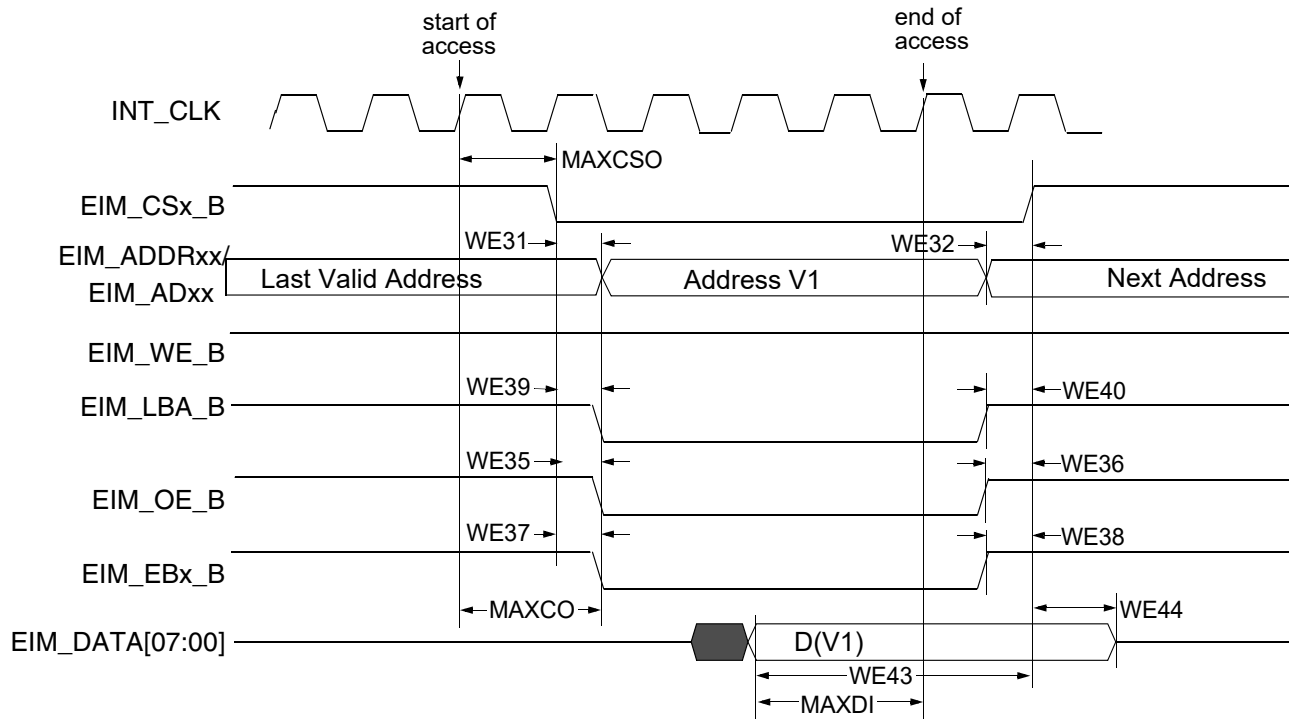 start of
access
end of
access
INT_CLK
MAXCSO
EIM_CSx_B
WE31
WE32
EIM_ADDRxx/
EIM_ADxx
Last Valid Address
Address V1
Next Address
EIM_WE_B
WE39
WE40
EIM_LBA_B
WE35
WE36
EIM_OE_B
WE37
WE38
EIM_EBx_B
MAXCO
WE44
EIM_DATA[07:00]
D(V1)
WE43
MAXDI